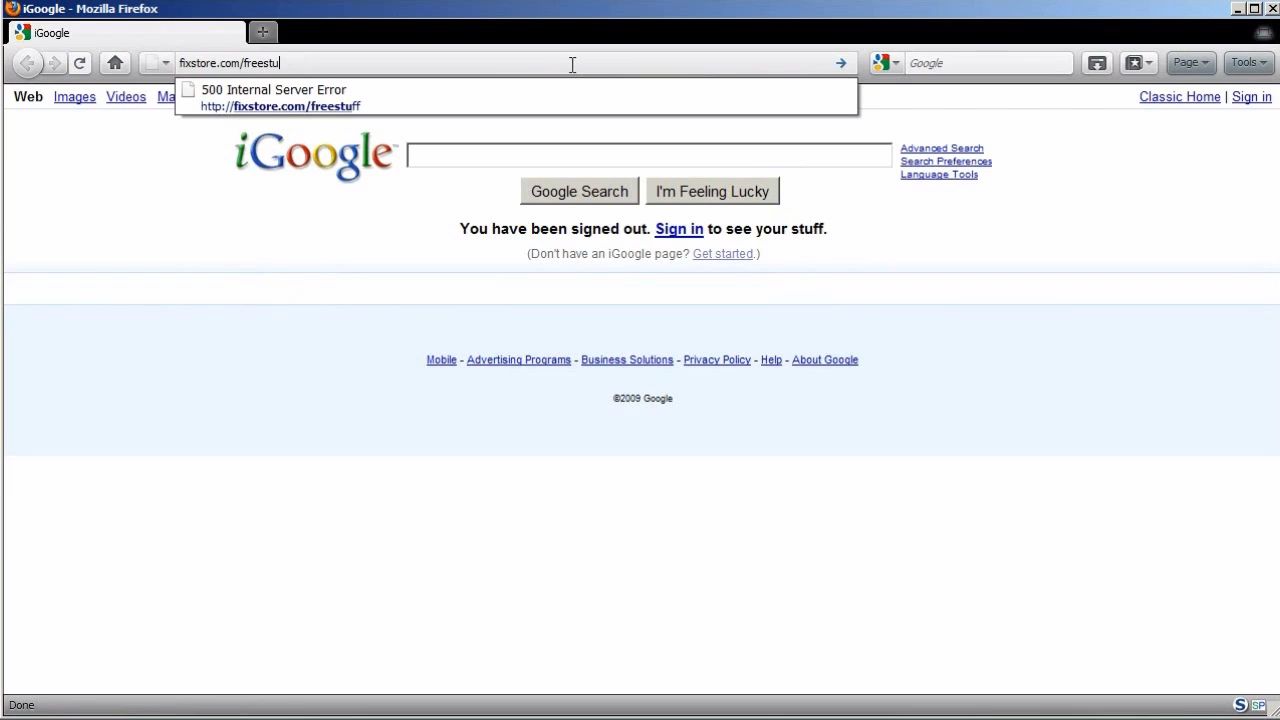 iGoogle - Mozilla Firefox
iGoogle
fixstore.com/freestu
Google
Page
Tools
500 Internal Server Error
http://fixstore.com/freestuff
Web Images Videos Ma
Classic Home | Sign in
iGoogle™
Advanced Search
Search Preferences
Language Tools
Google Search
I'm Feeling Lucky
You have been signed out. Sign in to see your stuff.
(Don't have an iGoogle page? Get started.)
Mobile - Advertising Programs - Business Solutions - Privacy Policy - Help - About Google
©2009 Google
Done
S SP